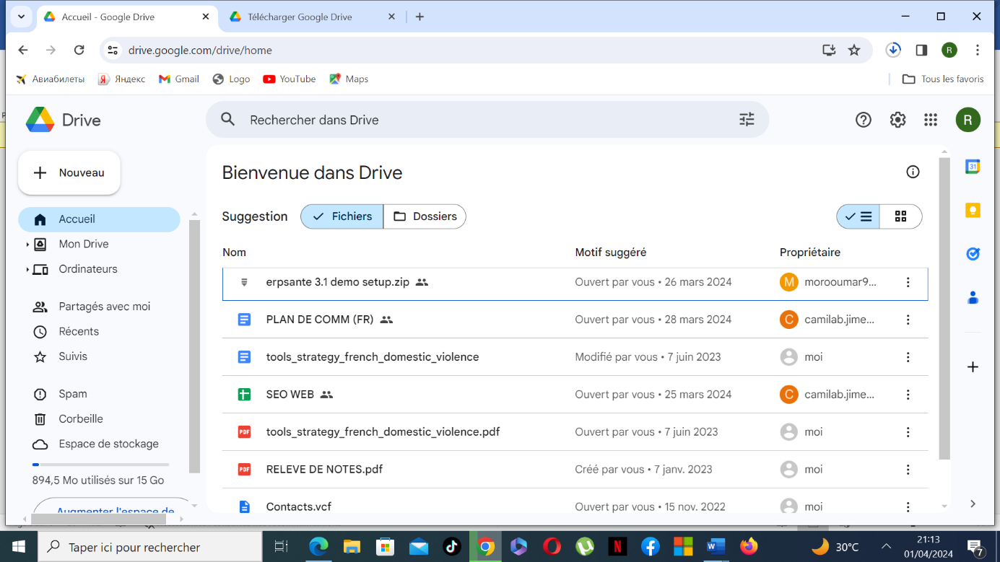 Accueil - Google Drive
Télécharger Google Drive
drive.google.com/drive/home
R
Авиабилеты
Яндекс
Gmail
Logo
YouTube
Maps
Tous les favoris
Drive
Rechercher dans Drive
R
Nouveau
Bienvenue dans Drive
31
Accueil
Suggestion
Fichiers
Dossiers
Mon Drive
Nom
Motif suggéré
Propriétaire
Ordinateurs
erpsante 3.1 demo setup.zip
Ouvert par vous • 26 mars 2024
M morooumar9...
Partagés avec moi
PLAN DE COMM (FR)
Ouvert par vous • 28 mars 2024
C camilab.jime...
Récents
Suivis
tools_strategy_french_domestic_violence
Modifié par vous • 7 juin 2023
moi
Spam
SEO WEB
Ouvert par vous • 25 mars 2024
C camilab.jime...
Corbeille
PDF tools_strategy_french_domestic_violence.pdf
Ouvert par vous • 7 juin 2023
moi
Espace de stockage
PDF RELEVE DE NOTES.pdf
Créé par vous • 7 janv. 2023
moi
894,5 Mo utilisés sur 15 Go
Contacts.vcf
Ouvert par vous • 15 nov. 2022
moi
Augmenter l'espace de
Taper ici pour rechercher
30°C
21:13
01/04/2024
7